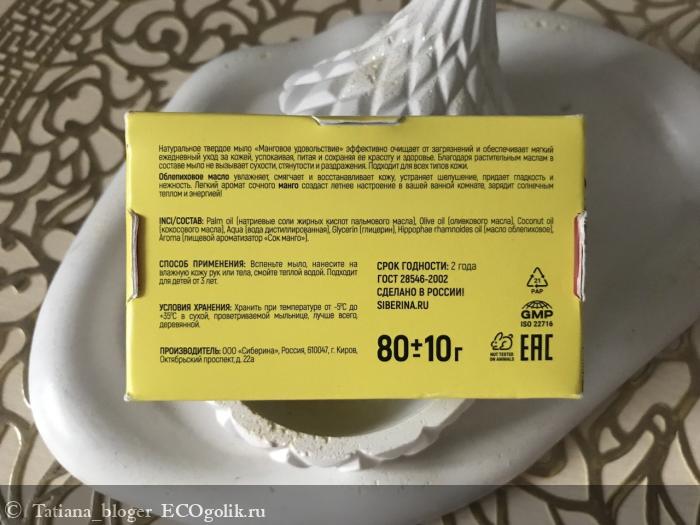 Натуральное твердое мыло «Манговое удовольствие» эффективно очищает от загрязнений и обеспечивает мягкий
ежедневный уход за кожей, успокаивая, питая и сохраняя ее красоту и здоровье. Благодаря растительным маслам в
составе мыло не вызывает сухости, стянутости и раздражения. Подходит для всех типов кожи.
Облепиховое масло увлажняет, смягчает и восстанавливает кожу, устраняет шелушение, придает гладкость и
нежность. Легкий аромат сочного манго создаст летнее настроение в вашей ванной комнате, зарядит солнечным
теплом и энергией!
INCI/СОСТАВ: Palm oil (натриевые соли жирных кислот пальмового масла), Olive oil (оливкового масла), Coconut oil
(кокосового масла), Aqua (вода дистиллированная), Glycerin (глицерин), Hippophae rhamnoides oil (масло облепиховое),
Aroma (пищевой ароматизатор «Сок манго»).
СПОСОБ ПРИМЕНЕНИЯ: Вспеньте мыло, нанесите на
влажную кожу рук или тела, смойте теплой водой. Подходит
для детей от 3 лет.
УСЛОВИЯ ХРАНЕНИЯ: Хранить при температуре от -5°C до
+35°C в сухой, проветриваемой мыльнице, лучше всего,
деревянной.
ПРОИЗВОДИТЕЛЬ: ООО «Сиберина», Россия, 610047, г. Киров,
Октябрьский проспект, д. 22а
СРОК ГОДНОСТИ: 2 года
ГОСТ 28546-2002
СДЕЛАНО В РОССИИ!
SIBERINA.RU
80±10г
21
PAP
GMP
ISO 22716
NOT TESTED
ON ANIMALS
EAC
© Tatiana_bloger ECOgolik.ru